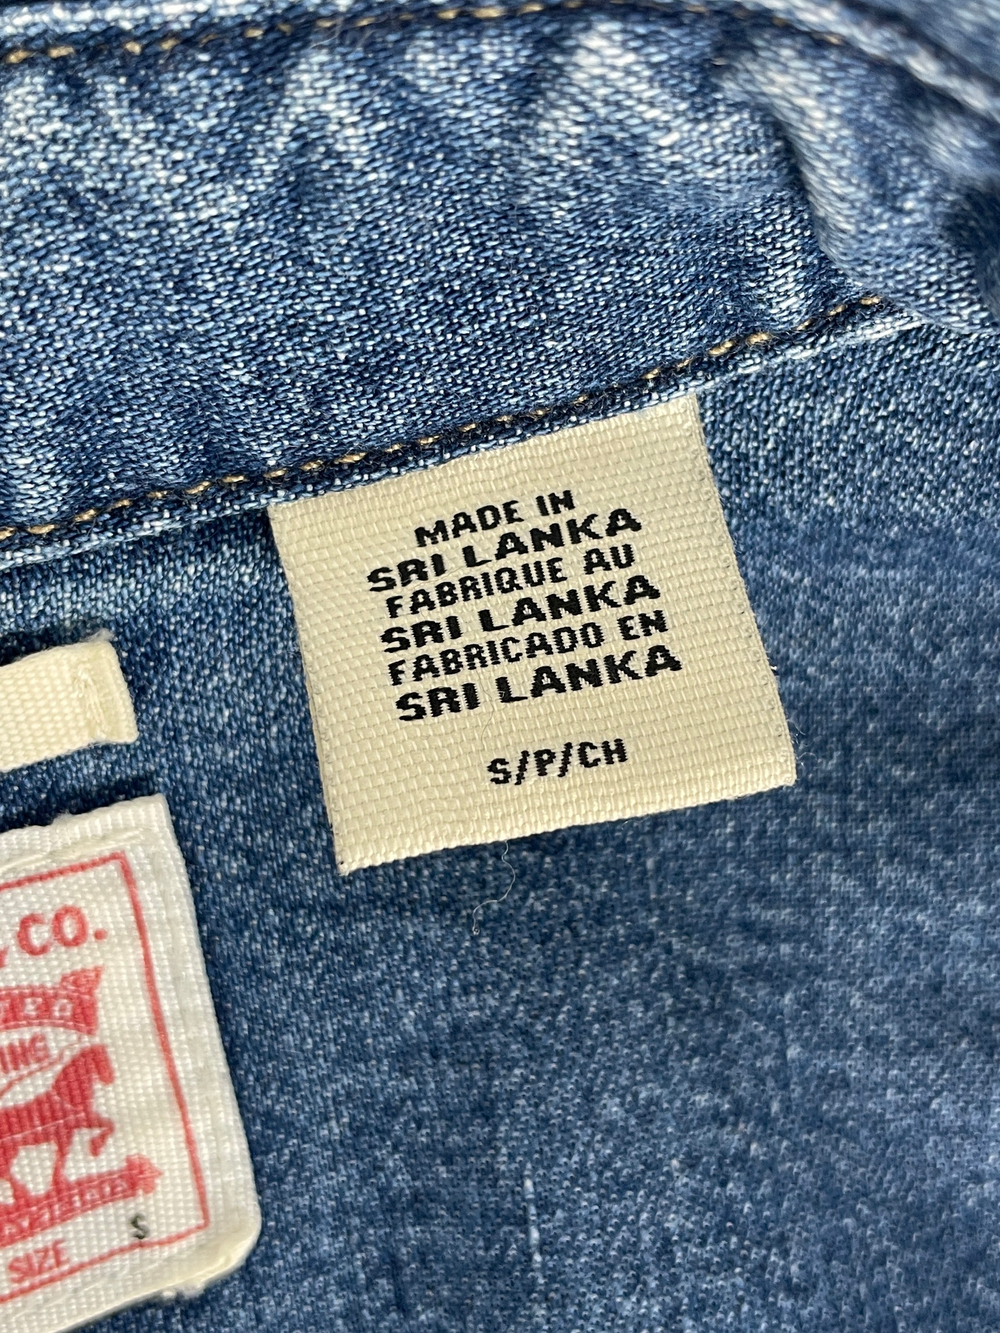 MADE IN
SRI LANKA
FABRIQUE AU
SRI LANKA
FABRICADO EN
SRI LANKA
S/P/CH
CO.
SIZE S